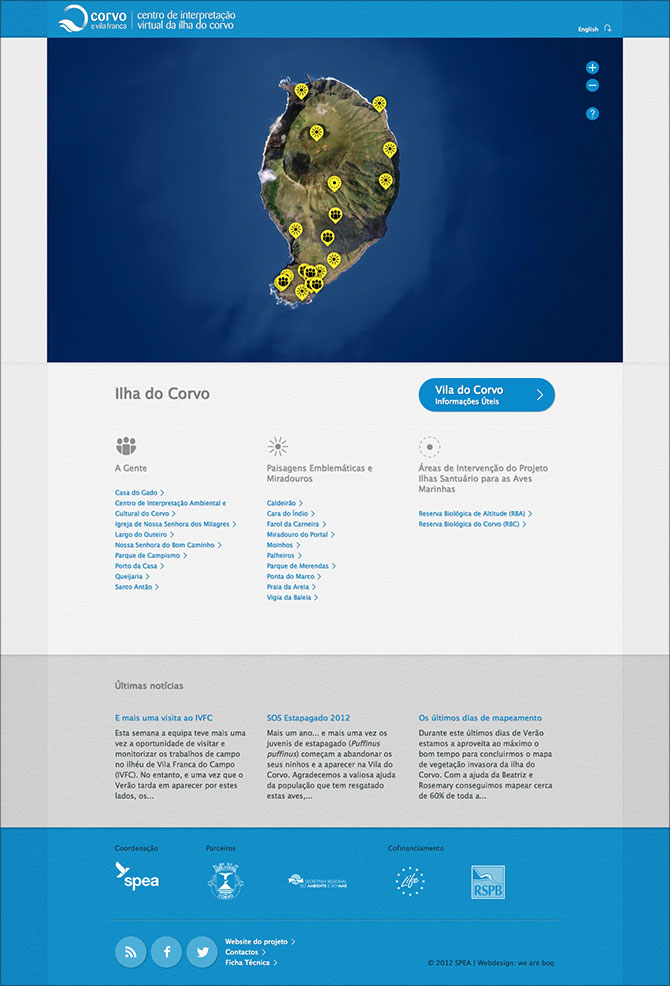 corvo
e vila franca
centro de interpretação
virtual da ilha do corvo
English
+
−
?
Ilha do Corvo
Vila do Corvo
Informações Úteis
A Gente
Casa do Gado
Centro de Interpretação Ambiental e
Cultural do Corvo
Igreja de Nossa Senhora dos Milagres
Largo do Outeiro
Nossa Senhora do Bom Caminho
Parque de Campismo
Porto da Casa
Queijaria
Santo Antão
Paisagens Emblemáticas e
Miradouros
Caldeirão
Cara do Índio
Farol da Carneira
Miradouro do Portal
Moinhos
Palheiros
Parque de Merendas
Ponta do Marco
Praia da Areia
Vigia da Baleia
Áreas de Intervenção do Projeto
Ilhas Santuário para as Aves
Marinhas
Reserva Biológica de Altitude (RBA)
Reserva Biológica do Corvo (RBC)
Últimas notícias
E mais uma visita ao IVFC
Esta semana a equipa teve mais uma
vez a oportunidade de visitar e
monitorizar os trabalhos de campo
no ilhéu de Vila Franca do Campo
(IVFC). No entanto, e uma vez que o
Verão tarda em aparecer por estes
lados, os...
SOS Estapagado 2012
Mais um ano... e mais uma vez os
juvenis de estapagado (Puffinus
puffinus) começam a abandonar os
seus ninhos e a aparecer na Vila do
Corvo. Agradecemos a valiosa ajuda
da população que tem resgatado
estas aves,...
Os últimos dias de mapeamento
Durante este últimos dias de Verão
estamos a aproveita ao máximo o
bom tempo para concluirmos o mapa
de vegetação invasora da ilha do
Corvo. Com a ajuda da Beatriz e
Rosemary conseguimos mapear cerca
de 60% de toda a...
Coordenação
Parceiros
Cofinanciamento
spea
CORVO
SECRETARIA REGIONAL
DO AMBIENTE E DO MAR
Life
RSPB
Website do projeto
Contactos
Ficha Técnica
© 2012 SPEA | Webdesign: we.are boq